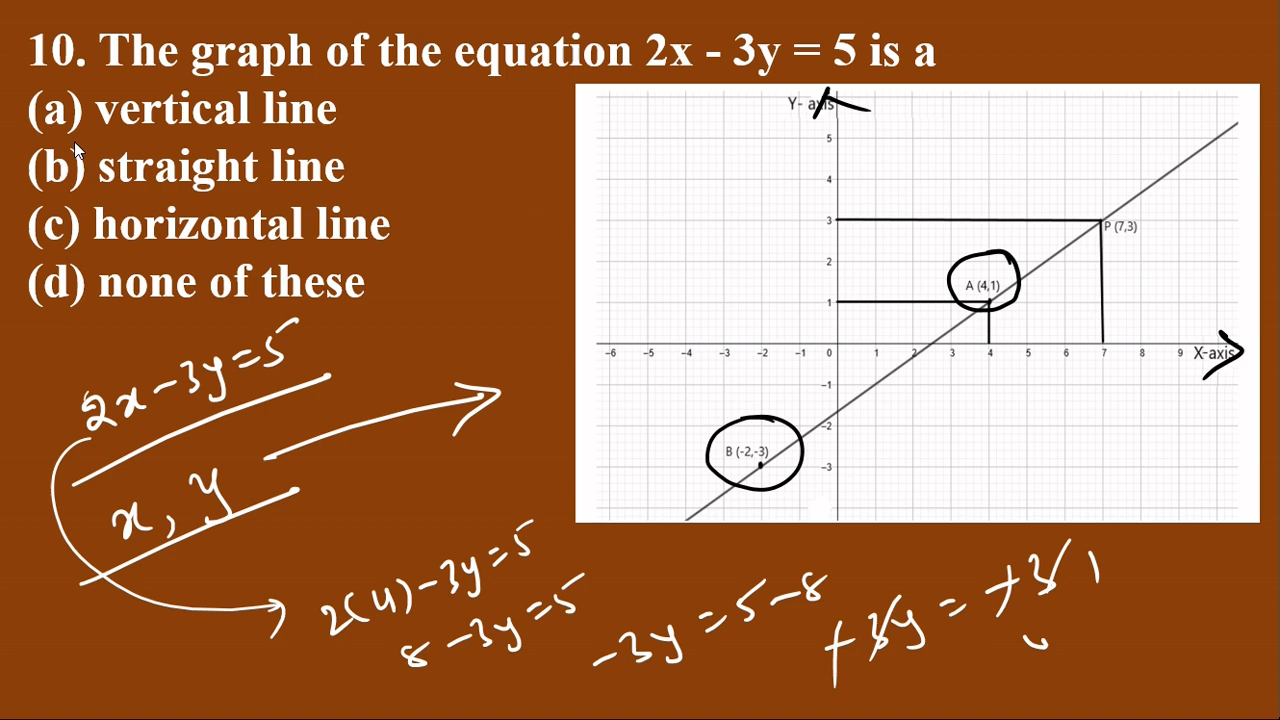 10. The graph of the equation 2x - 3y = 5 is a
(a) vertical line
(b) straight line
(c) horizontal line
(d) none of these
Y- axis
5
4
3
P (7,3)
2
A (4,1)
1
-6 -5 -4 -3 -2 -1 0 1 2 3 4 5 6 7 8 9 X-axis
-1
-2
B (-2,-3)
-3
2x-3y=5
x, y
2(4)-3y=5
8-3y=5
-3y=5-8
+3y=+3 1